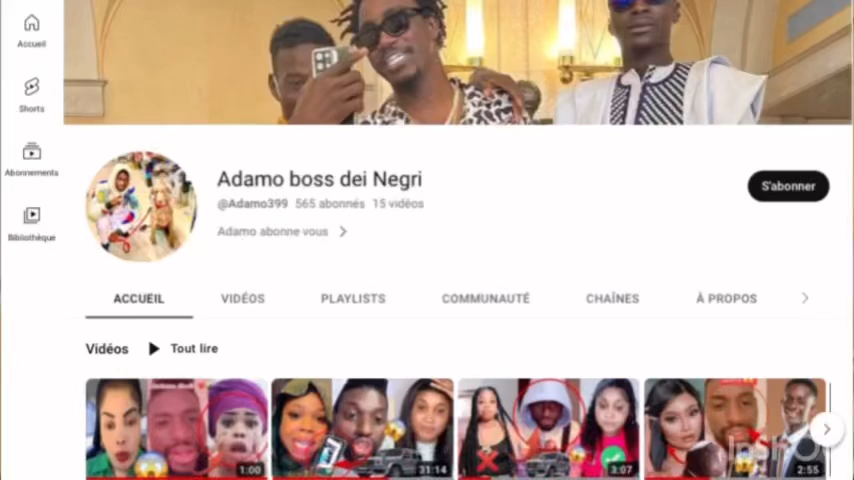 Accueil
Shorts
Abonnements
Bibliothèque
Adamo boss dei Negri
@Adamo399 565 abonnés 15 vidéos
Adamo abonne vous
S'abonner
ACCUEIL VIDÉOS PLAYLISTS COMMUNAUTÉ CHAÎNES À PROPOS
Vidéos Tout lire
1:00 31:14 3:07 2:55
InShOt